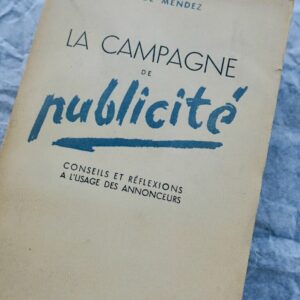 MENDEZ
LA CAMPAGNE
DE
publicité
CONSEILS ET RÉFLEXIONS
A L'USAGE DES ANNONCEURS